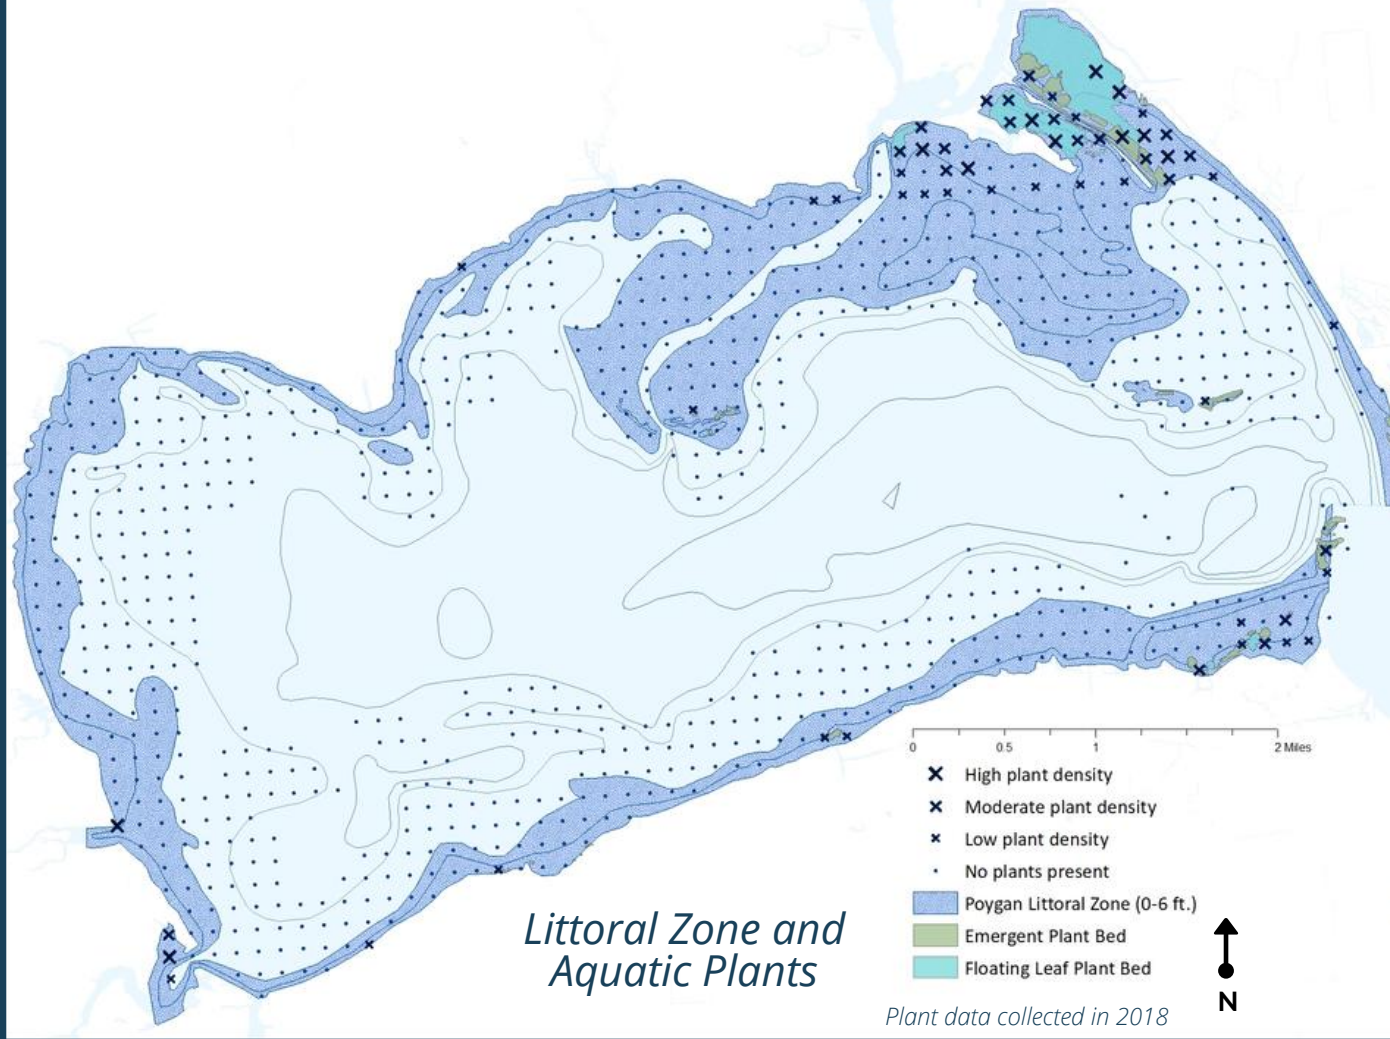 0
0.5
1
2 Miles
High plant density
Moderate plant density
Low plant density
No plants present
Poygan Littoral Zone (0-6 ft.)
Emergent Plant Bed
Floating Leaf Plant Bed
N
Littoral Zone and
Aquatic Plants
Plant data collected in 2018